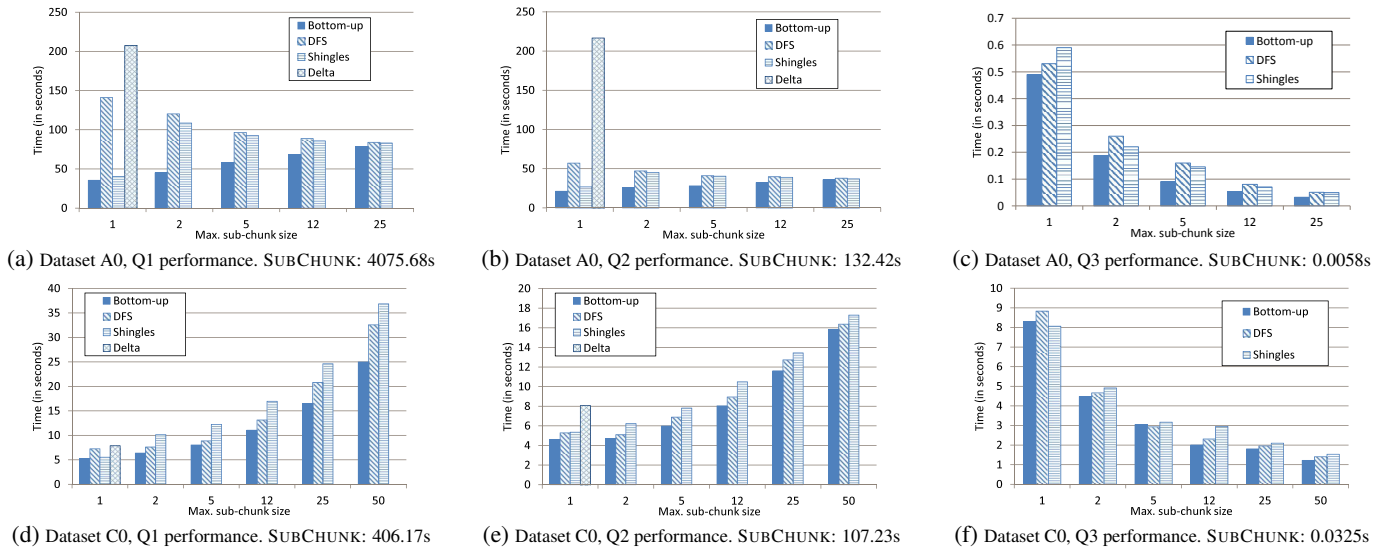 250
200
150
100
50
0
Time (in seconds)
Bottom-up
DFS
Shingles
Delta
1 2 5 12 25
Max. sub-chunk size
(a) Dataset A0, Q1 performance. SUBCHUNK: 4075.68s
250
200
150
100
50
0
Time (in seconds)
Bottom-up
DFS
Shingles
Delta
1 2 5 12 25
Max. sub-chunk size
(b) Dataset A0, Q2 performance. SUBCHUNK: 132.42s
0.7
0.6
0.5
0.4
0.3
0.2
0.1
0
Time (in seconds)
Bottom-up
DFS
Shingles
1 2 5 12 25
Max. sub-chunk size
(c) Dataset A0, Q3 performance. SUBCHUNK: 0.0058s
40
35
30
25
20
15
10
5
0
Time (in seconds)
Bottom-up
DFS
Shingles
Delta
1 2 5 12 25 50
Max. sub-chunk size
(d) Dataset C0, Q1 performance. SUBCHUNK: 406.17s
20
18
16
14
12
10
8
6
4
2
0
Time (in seconds)
Bottom-up
DFS
Shingles
Delta
1 2 5 12 25 50
Max. sub-chunk size
(e) Dataset C0, Q2 performance. SUBCHUNK: 107.23s
10
9
8
7
6
5
4
3
2
1
0
Time (in seconds)
Bottom-up
DFS
Shingles
1 2 5 12 25 50
Max. sub-chunk size
(f) Dataset C0, Q3 performance. SUBCHUNK: 0.0325s